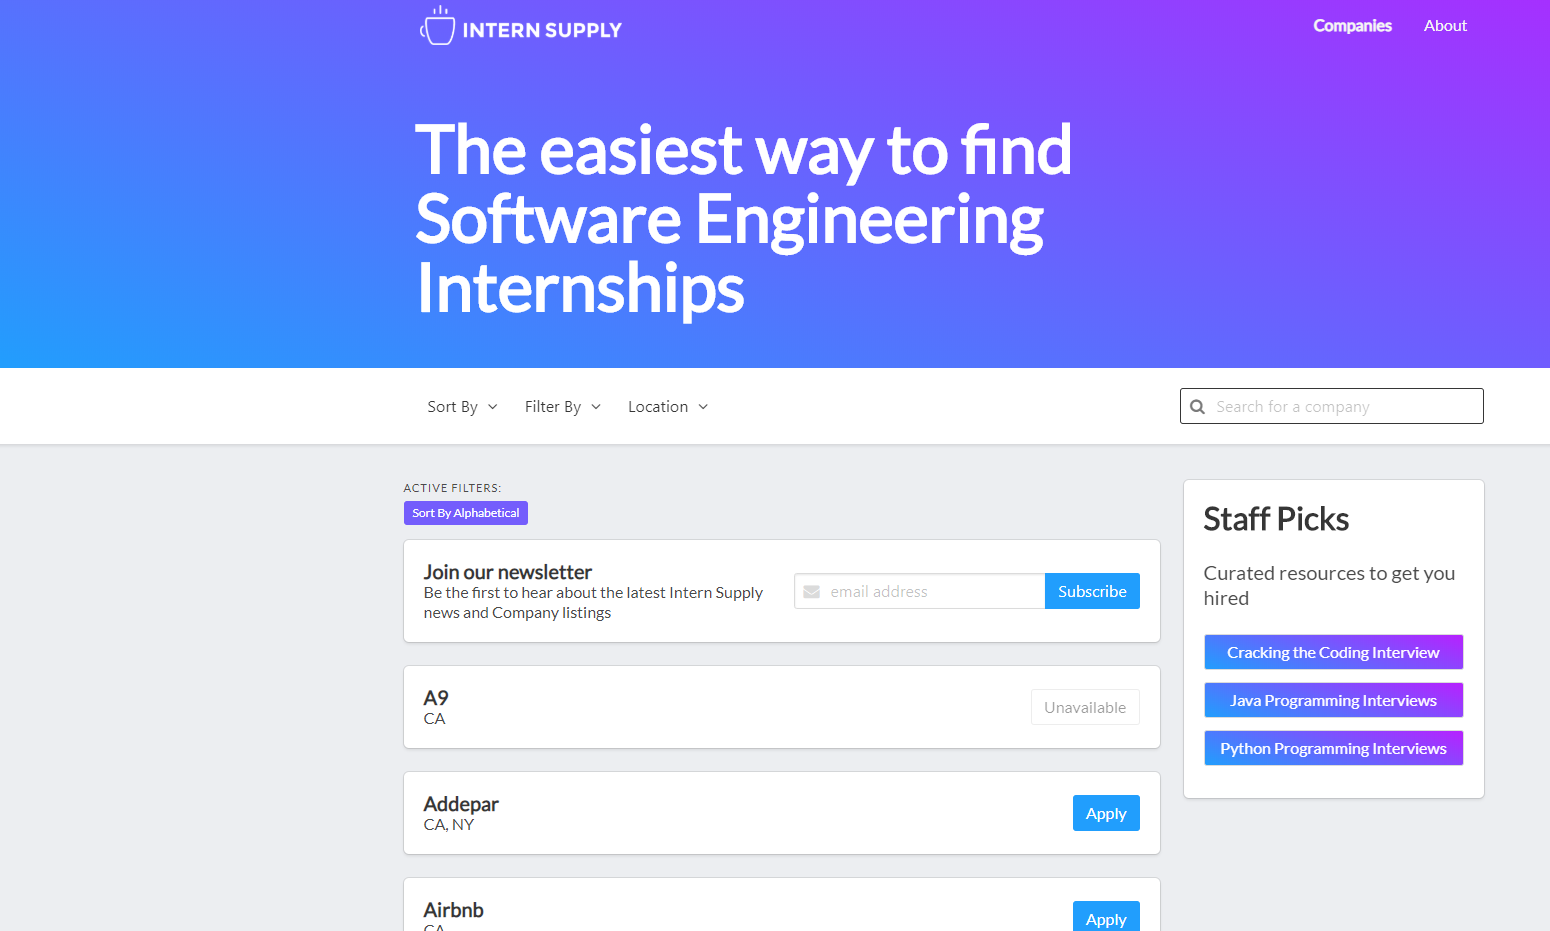 INTERN SUPPLY
Companies
About
The easiest way to find
Software Engineering
Internships
Sort By
Filter By
Location
Search for a company
ACTIVE FILTERS:
Sort By Alphabetical
Join our newsletter
Be the first to hear about the latest Intern Supply
news and Company listings
email address
Subscribe
A9
CA
Unavailable
Addepar
CA, NY
Apply
Airbnb
CA
Apply
Staff Picks
Curated resources to get you
hired
Cracking the Coding Interview
Java Programming Interviews
Python Programming Interviews